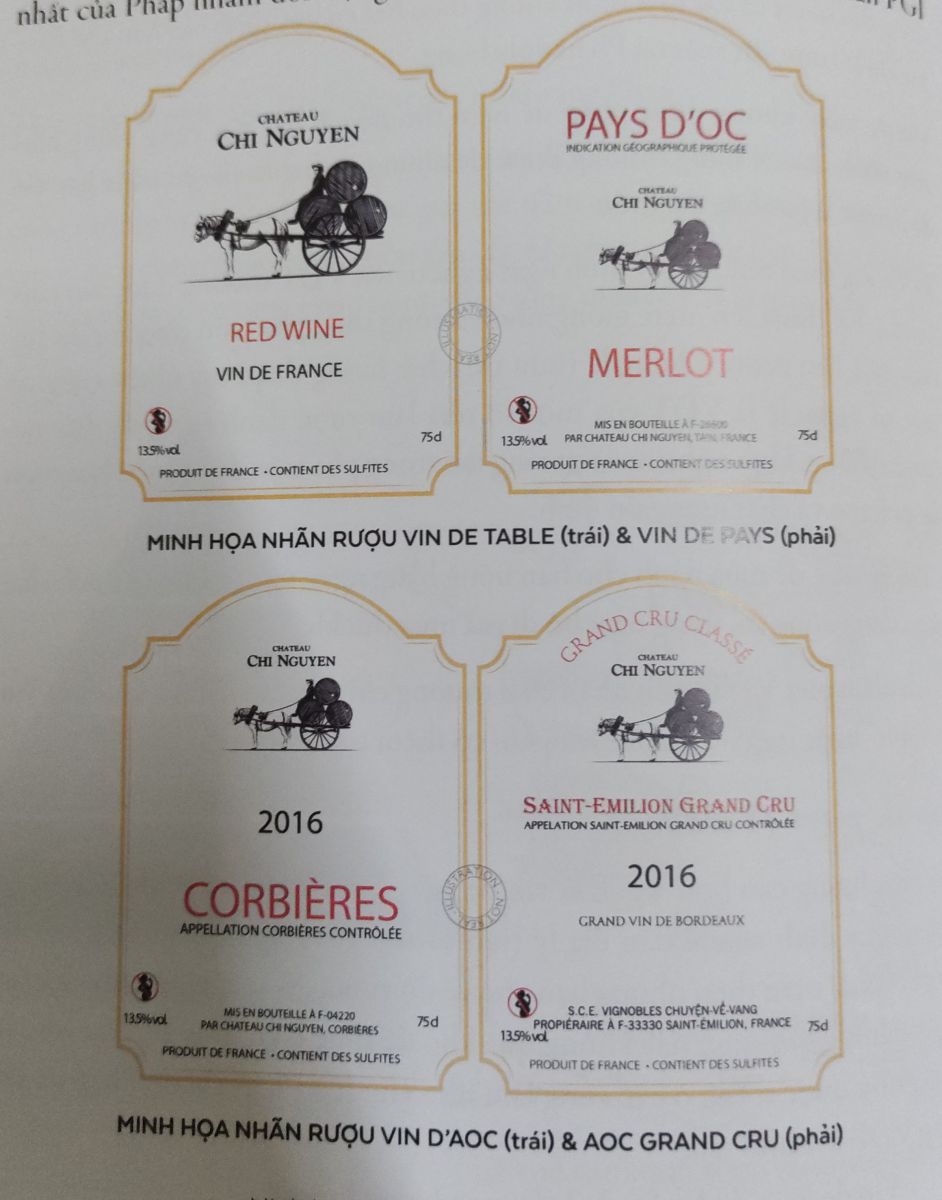 nhất của Pháp nhằm
CHATEAU
CHI NGUYEN
RED WINE
VIN DE FRANCE
13.5% vol
75cl
PRODUIT DE FRANCE • CONTIENT DES SULFITES
PAYS D'OC
INDICATION GÉOGRAPHIQUE PROTÉGÉE
CHATEAU
CHI NGUYEN
MERLOT
MIS EN BOUTEILLE À F-26600
PAR CHATEAU CHI NGUYEN, TAIN, FRANCE
13.5% vol
75cl
PRODUIT DE FRANCE • CONTIENT DES SULFITES
ILLUSTRATION - NOT REAL
MINH HỌA NHÃN RƯỢU VIN DE TABLE (trái) & VIN DE PAYS (phải)
CHATEAU
CHI NGUYEN
2016
CORBIÈRES
APPELLATION CORBIÈRES CONTRÔLÉE
MIS EN BOUTEILLE À F-04220
PAR CHATEAU CHI NGUYEN, CORBIÈRES
13.5% vol
75cl
PRODUIT DE FRANCE • CONTIENT DES SULFITES
GRAND CRU CLASSÉ
CHATEAU
CHI NGUYEN
SAINT-EMILION GRAND CRU
APPELATION SAINT-EMILION GRAND CRU CONTRÔLÉE
2016
GRAND VIN DE BORDEAUX
S.C.E. VIGNOBLES CHUYỆN-VỀ-VANG
PROPIÉRAIRE À F-33330 SAINT-ÉMILION, FRANCE
13.5% vol
75cl
PRODUIT DE FRANCE • CONTIENT DES SULFITES
ILLUSTRATION - NOT REAL
MINH HỌA NHÃN RƯỢU VIN D'AOC (trái) & AOC GRAND CRU (phải)